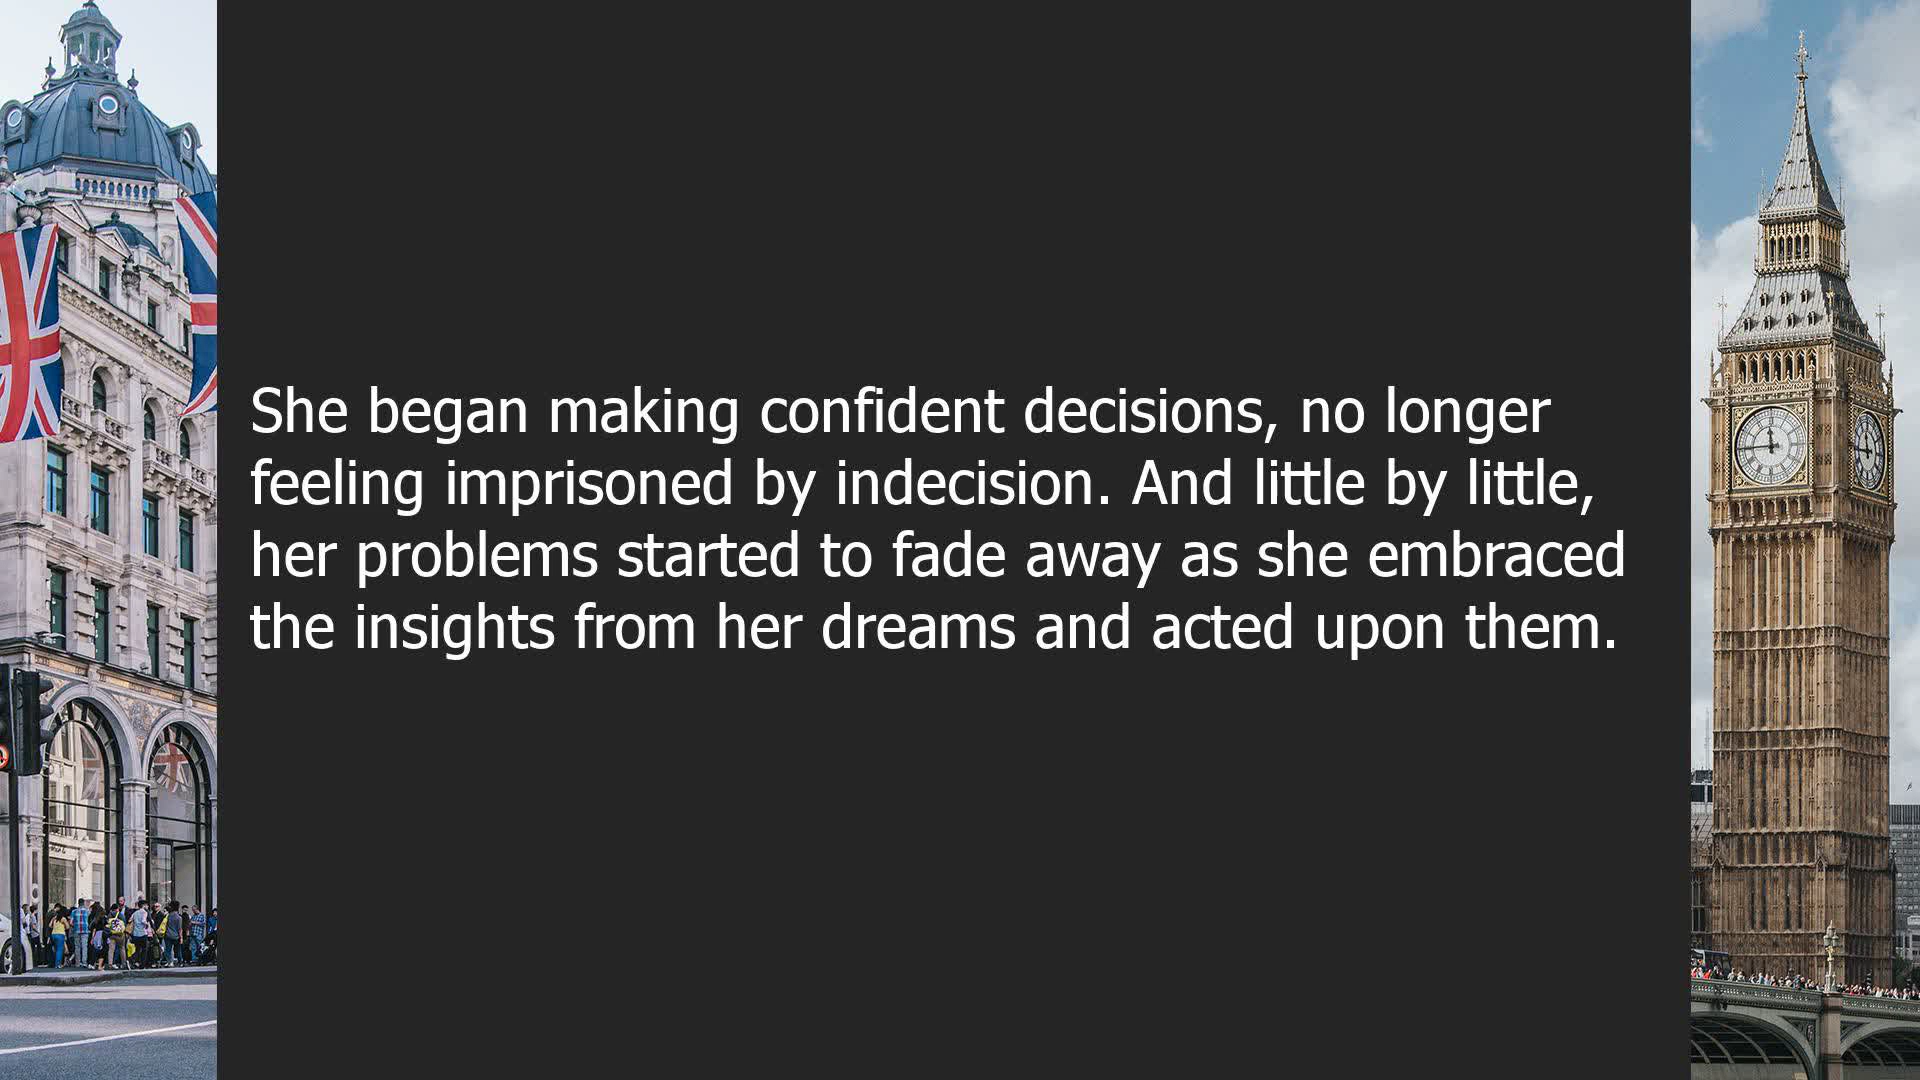 She began making confident decisions, no longer
feeling imprisoned by indecision. And little by little,
her problems started to fade away as she embraced
the insights from her dreams and acted upon them.